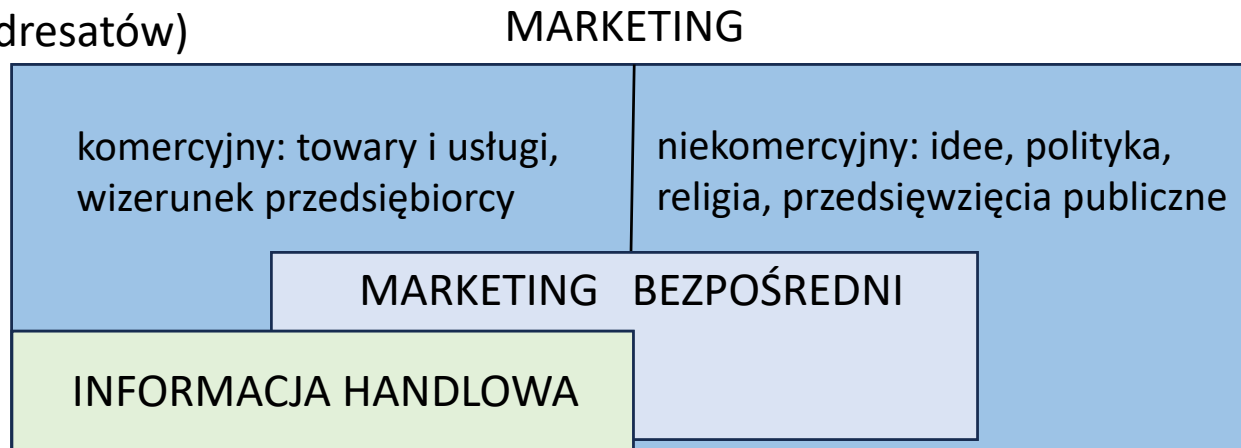 dresatów)
MARKETING
komercyjny: towary i usługi,
wizerunek przedsiębiorcy
niekomercyjny: idee, polityka,
religia, przedsięwzięcia publiczne
MARKETING BEZPOŚREDNI
INFORMACJA HANDLOWA